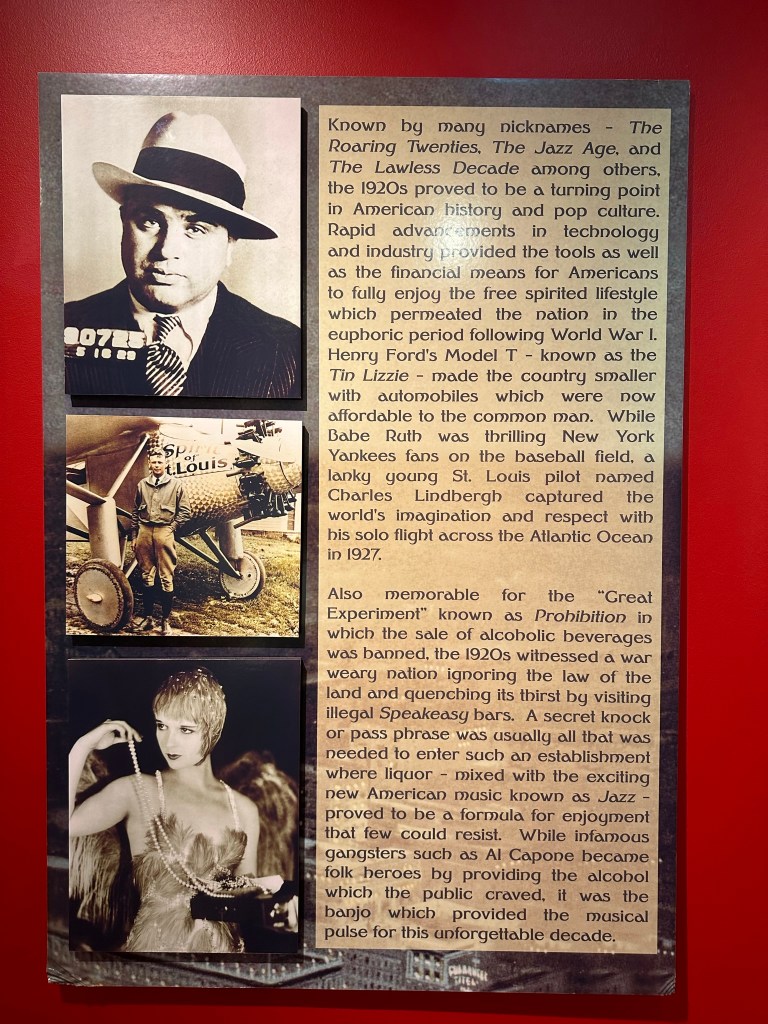 90725
5 18 29
Spirit
of
St. Louis
Known by many nicknames - The
Roaring Twenties, The Jazz Age, and
The Lawless Decade among others,
the 1920s proved to be a turning point
in American history and pop culture.
Rapid advancements in technology
and industry provided the tools as well
as the financial means for Americans
to fully enjoy the free spirited lifestyle
which permeated the nation in the
euphoric period following World War I.
Henry Ford's Model T - known as the
Tin Lizzie - made the country smaller
with automobiles which were now
affordable to the common man. While
Babe Ruth was thrilling New York
Yankees fans on the baseball field, a
lanky young St. Louis pilot named
Charles Lindbergh captured the
world's imagination and respect with
his solo flight across the Atlantic Ocean
in 1927.
Also memorable for the “Great
Experiment” known as Prohibition in
which the sale of alcoholic beverages
was banned, the 1920s witnessed a war
weary nation ignoring the law of the
land and quenching its thirst by visiting
illegal Speakeasy bars. A secret knock
or pass phrase was usually all that was
needed to enter such an establishment
where liquor - mixed with the exciting
new American music known as Jazz -
proved to be a formula for enjoyment
that few could resist. While infamous
gangsters such as Al Capone became
folk heroes by providing the alcohol
which the public craved, it was the
banjo which provided the musical
pulse for this unforgettable decade.